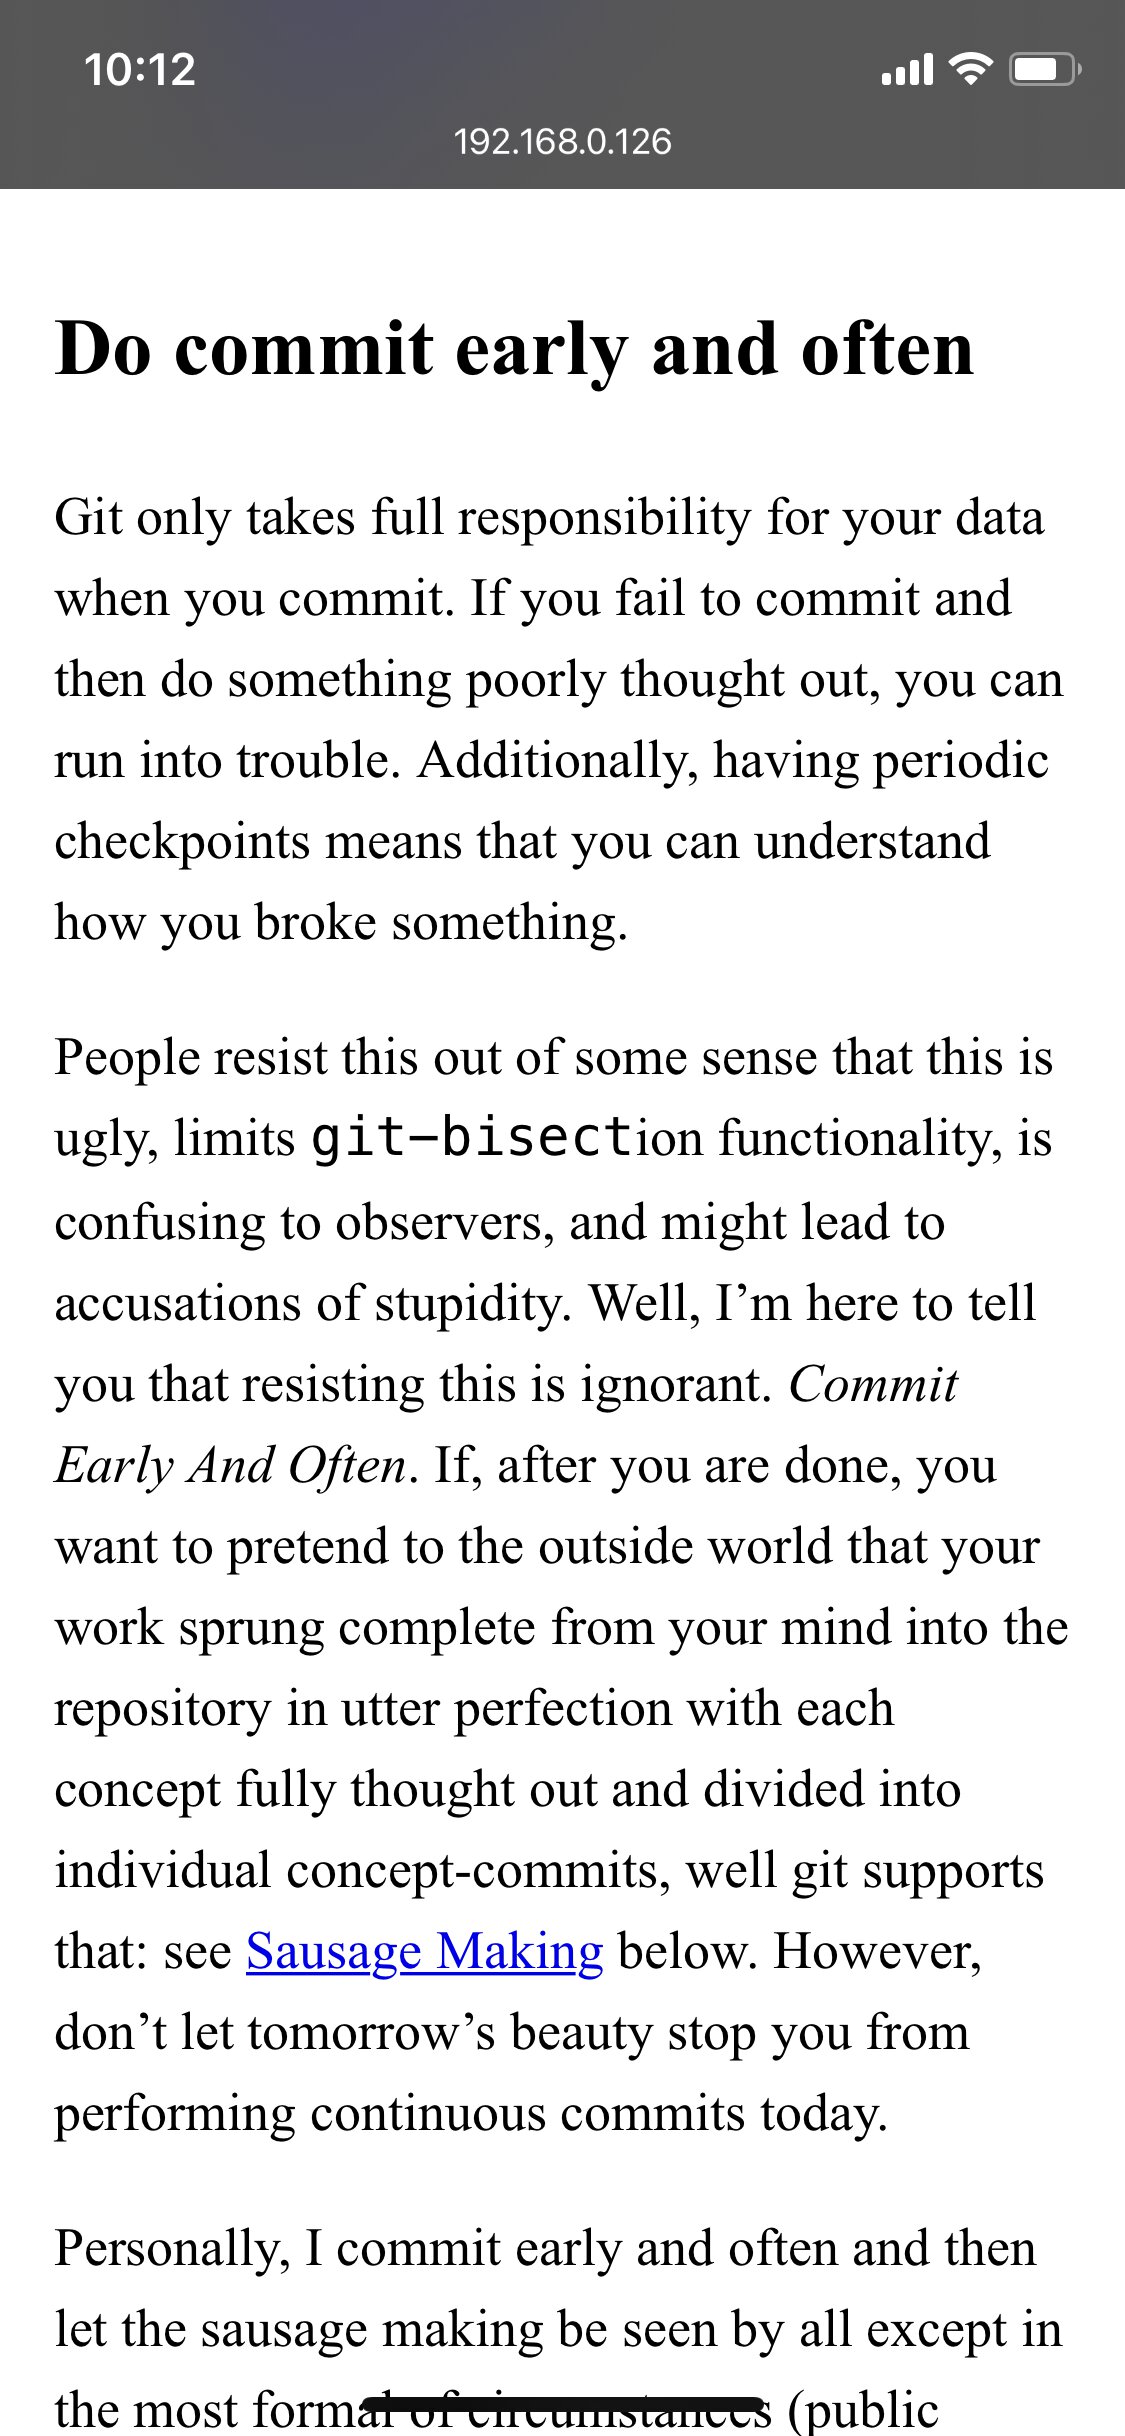 10:12
192.168.0.126
Do commit early and often
Git only takes full responsibility for your data
when you commit. If you fail to commit and
then do something poorly thought out, you can
run into trouble. Additionally, having periodic
checkpoints means that you can understand
how you broke something.
People resist this out of some sense that this is
ugly, limits git-bisection functionality, is
confusing to observers, and might lead to
accusations of stupidity. Well, I’m here to tell
you that resisting this is ignorant. Commit
Early And Often. If, after you are done, you
want to pretend to the outside world that your
work sprung complete from your mind into the
repository in utter perfection with each
concept fully thought out and divided into
individual concept-commits, well git supports
that: see Sausage Making below. However,
don’t let tomorrow’s beauty stop you from
performing continuous commits today.
Personally, I commit early and often and then
let the sausage making be seen by all except in
the most formal of circumstances (public